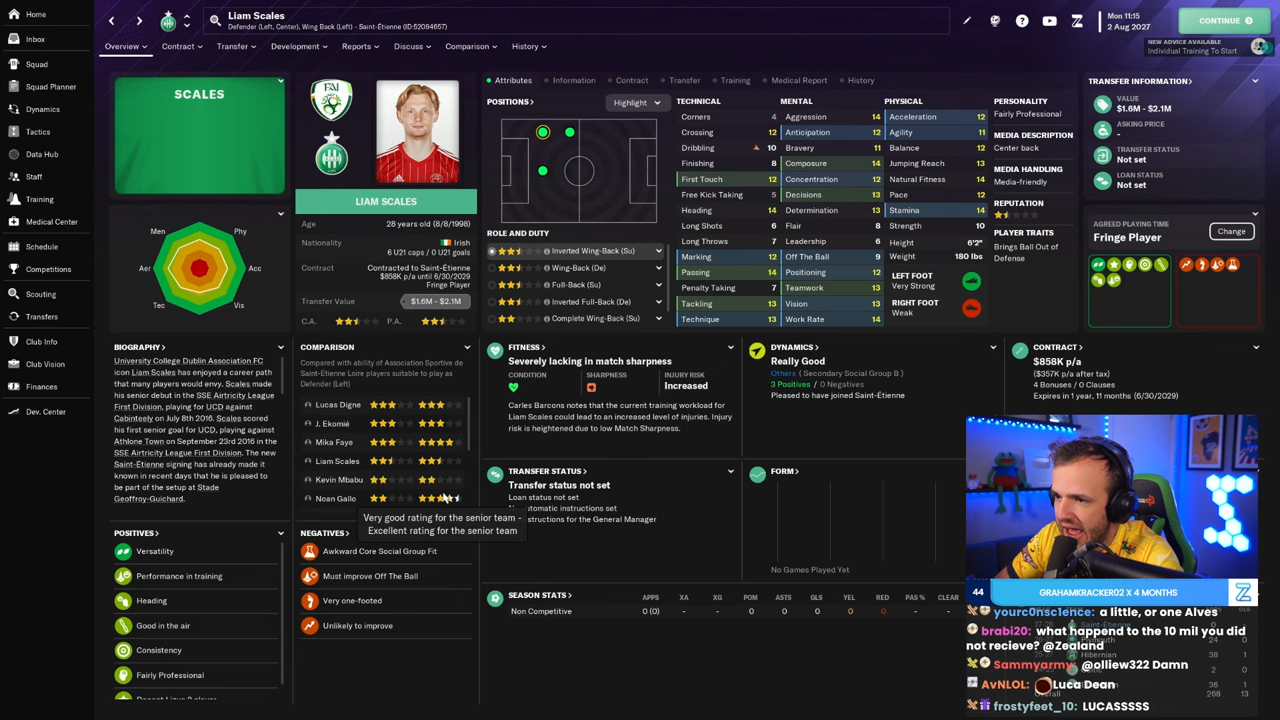 Home
Inbox
Squad
Squad Planner
Dynamics
Tactics
Data Hub
Staff
Training
Medical Center
Schedule
Competitions
Scouting
Transfers
Club Info
Club Vision
Finances
Dev. Center
Liam Scales
Defender (Left, Center), Wing Back (Left) - Saint-Étienne (ID:52094657)
Mon 11:15
2 Aug 2027
CONTINUE
NEW ADVICE AVAILABLE
Individual Training To Start
Overview
Contract
Transfer
Development
Reports
Discuss
Comparison
History
SCALES
Men
Phy
Aer
Acc
Tec
Vis
FAI
LIAM SCALES
Age 28 years old (8/8/1998)
Nationality Irish
6 U21 caps / 0 U21 goals
Contract Contracted to Saint-Étienne
$858K p/a until 6/30/2029
Fringe Player
Transfer Value $1.6M - $2.1M
C.A. P.A.
Attributes
Information
Contract
Transfer
Training
Medical Report
History
POSITIONS
Highlight
ROLE AND DUTY
Inverted Wing-Back (Su)
Wing-Back (De)
Full-Back (Su)
Inverted Full-Back (De)
Complete Wing-Back (Su)
TECHNICAL
Corners 4
Crossing 12
Dribbling 10
Finishing 8
First Touch 12
Free Kick Taking 5
Heading 14
Long Shots 6
Long Throws 7
Marking 12
Passing 14
Penalty Taking 7
Tackling 13
Technique 13
MENTAL
Aggression 14
Anticipation 12
Bravery 11
Composure 14
Concentration 12
Decisions 13
Determination 13
Flair 8
Leadership 6
Off The Ball 9
Positioning 12
Teamwork 13
Vision 13
Work Rate 14
PHYSICAL
Acceleration 12
Agility 11
Balance 12
Jumping Reach 13
Natural Fitness 14
Pace 12
Stamina 14
Strength 10
Height 6'2"
Weight 180 lbs
LEFT FOOT
Very Strong
RIGHT FOOT
Weak
PERSONALITY
Fairly Professional
MEDIA DESCRIPTION
Center back
MEDIA HANDLING
Media-friendly
REPUTATION
PLAYER TRAITS
Brings Ball Out of
Defense
TRANSFER INFORMATION
VALUE
$1.6M - $2.1M
ASKING PRICE
-
TRANSFER STATUS
Not set
LOAN STATUS
Not set
AGREED PLAYING TIME
Fringe Player
Change
BIOGRAPHY
University College Dublin Association FC
icon Liam Scales has enjoyed a career path
that many players would envy. Scales made
his debut in the SSE Airtricity League
First Division, playing for UCD against
Cabinteely on July 8th 2016. Scales scored
his first senior goal for UCD, playing against
Athlone Town on September 23rd 2016 in the
SSE Airtricity League First Division. The new
Saint-Étienne signing has already made it
known in recent days that he is pleased to
be part of the setup at Stade
Geoffroy-Guichard.
COMPARISON
Compared with ability of Association Sportive de
Saint-Etienne Loire players suitable to play as
Defender (Left)
Lucas Digne
J. Ekomié
Mika Faye
Liam Scales
Kevin Mbabu
Noan Gallo
Very good rating for the senior team -
Excellent rating for the senior team
FITNESS
Severely lacking in match sharpness
CONDITION
SHARPNESS
INJURY RISK
Increased
Carles Barcons notes that the current training workload for
Liam Scales could lead to an increased level of injuries. Injury
risk is heightened due to low Match Sharpness.
DYNAMICS
Really Good
Others ( Secondary Social Group B )
3 Positives / 0 Negatives
Pleased to have joined Saint-Étienne
CONTRACT
$858K p/a
($357K p/a after tax)
4 Bonuses / 0 Clauses
Expires in 1 year, 11 months (6/30/2029)
TRANSFER STATUS
Transfer status not set
Loan status not set
automatic instructions set
structions for the General Manager
FORM
No Games Played Yet
POSITIVES
Versatility
Performance in training
Heading
Good in the air
Consistency
Fairly Professional
Decent Ligue 2 player
NEGATIVES
Awkward Core Social Group Fit
Must improve Off The Ball
Very one-footed
Unlikely to improve
SEASON STATS
APPS XA XG POM ASTS GLS YEL RED PAS % CLEAR
Non Competitive 0 (0) - - 0 0 0 0 0 - -
44
GRAHAMKRACKER02 X 4 MONTHS
yourc0nsc1ence: a little, or one Alves
brabi20: what happend to the 10 mil you did
not recieve? @Zealand
Sammyarmy: @olliew322 Damn
AvNLOL: Luca Dean
frostyfeet_10: LUCASSSSS